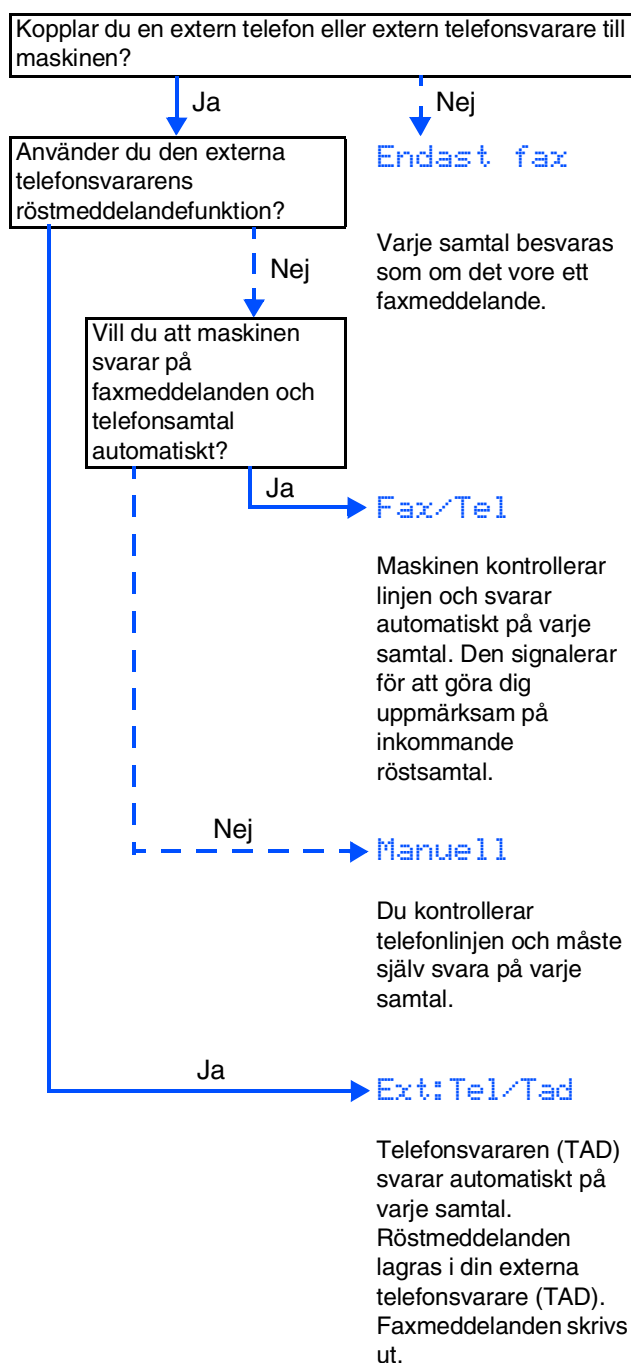 Kopplar du en extern telefon eller extern telefonsvarare till
maskinen?
Ja
Nej
Använder du den externa
telefonsvararens
röstmeddelandefunktion?
Endast fax
Varje samtal besvaras
som om det vore ett
faxmeddelande.
Nej
Vill du att maskinen
svarar på
faxmeddelanden och
telefonsamtal
automatiskt?
Ja
Fax/Tel
Maskinen kontrollerar
linjen och svarar
automatiskt på varje
samtal. Den signalerar
för att göra dig
uppmärksam på
inkommande
röstsamtal.
Nej
Manuell
Du kontrollerar
telefonlinjen och måste
själv svara på varje
samtal.
Ja
Ext:Tel/Tad
Telefonsvararen (TAD)
svarar automatiskt på
varje samtal.
Röstmeddelanden
lagras i din externa
telefonsvarare (TAD).
Faxmeddelanden skrivs
ut.